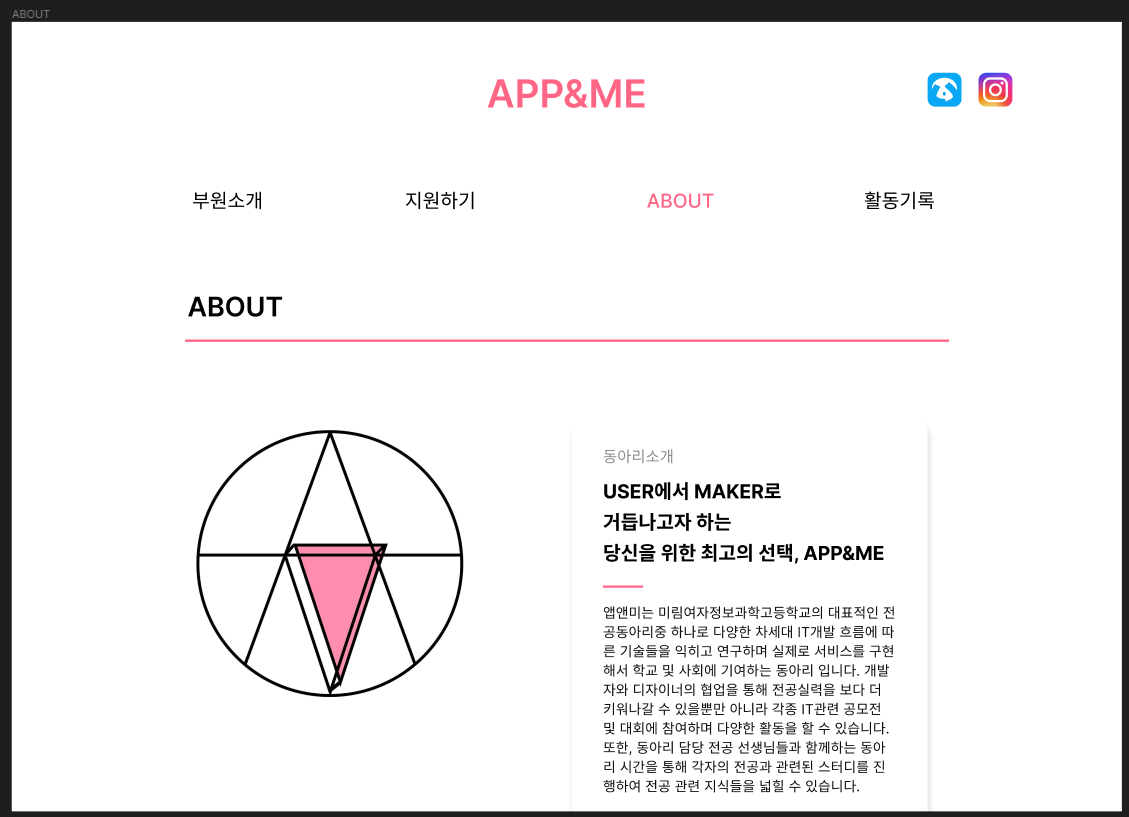 ABOUT
APP&ME
부원소개
지원하기
ABOUT
활동기록
ABOUT
동아리소개
USER에서 MAKER로
거듭나고자 하는
당신을 위한 최고의 선택, APP&ME
앱앤미는 미림여자정보과학고등학교의 대표적인 전
공동아리중 하나로 다양한 차세대 IT개발 흐름에 따
른 기술들을 익히고 연구하며 실제로 서비스를 구현
해서 학교 및 사회에 기여하는 동아리 입니다. 개발
자와 디자이너의 협업을 통해 전공실력을 보다 더
키워나갈 수 있을뿐만 아니라 각종 IT관련 공모전
및 대회에 참여하며 다양한 활동을 할 수 있습니다.
또한, 동아리 담당 전공 선생님들과 함께하는 동아
리 시간을 통해 각자의 전공과 관련된 스터디를 진
행하여 전공 관련 지식들을 넓힐 수 있습니다.